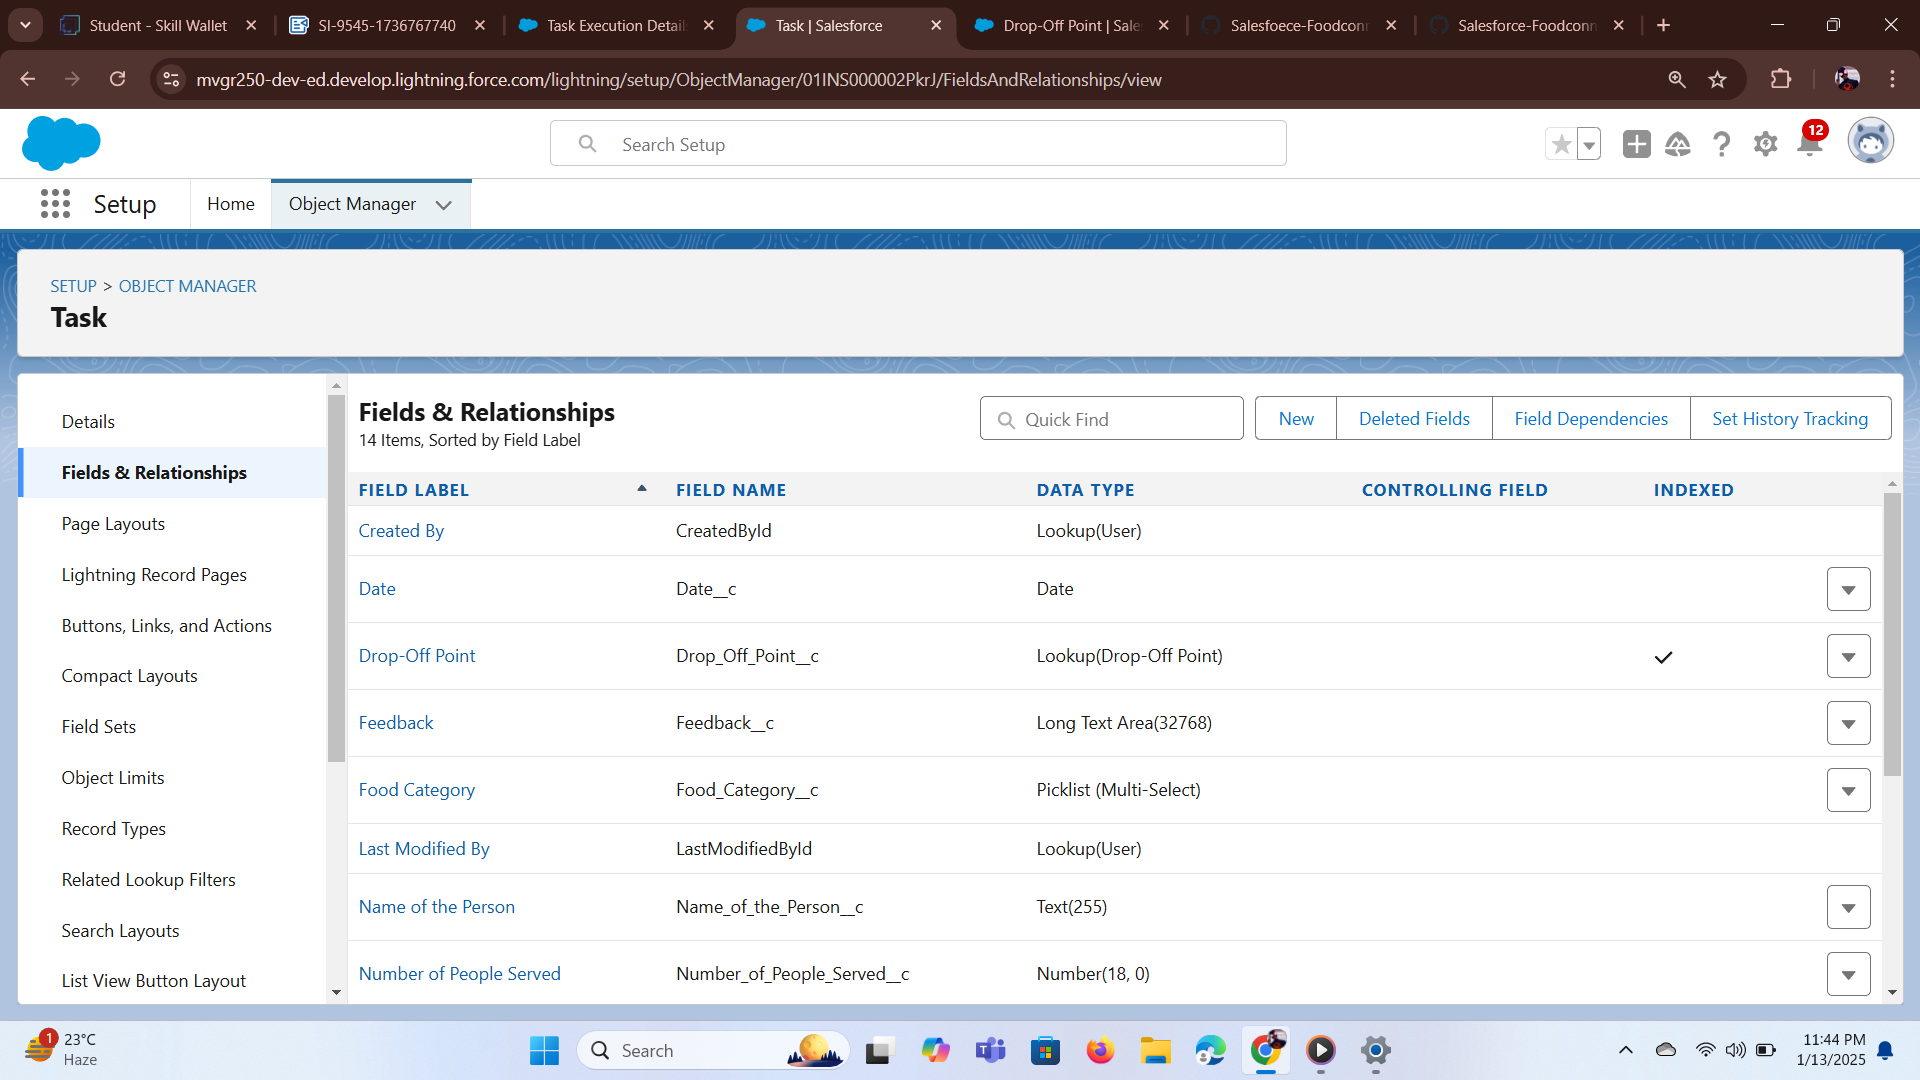 Student - Skill Wallet
SI-9545-1736767740
Task Execution Detail
Task | Salesforce
Drop-Off Point | Sale
Salesfoece-Foodconn
Salesforce-Foodconn
mvgr250-dev-ed.develop.lightning.force.com/lightning/setup/ObjectManager/01INS000002PkrJ/FieldsAndRelationships/view
Search Setup
12
Setup
Home
Object Manager
SETUP > OBJECT MANAGER
Task
Details
Fields & Relationships
Page Layouts
Lightning Record Pages
Buttons, Links, and Actions
Compact Layouts
Field Sets
Object Limits
Record Types
Related Lookup Filters
Search Layouts
List View Button Layout
Fields & Relationships
14 Items, Sorted by Field Label
Quick Find
New
Deleted Fields
Field Dependencies
Set History Tracking
FIELD LABEL FIELD NAME DATA TYPE CONTROLLING FIELD INDEXED
Created By CreatedById Lookup(User)
Date Date__c Date
Drop-Off Point Drop_Off_Point__c Lookup(Drop-Off Point)
Feedback Feedback__c Long Text Area(32768)
Food Category Food_Category__c Picklist (Multi-Select)
Last Modified By LastModifiedById Lookup(User)
Name of the Person Name_of_the_Person__c Text(255)
Number of People Served Number_of_People_Served__c Number(18, 0)
1
23°C
Haze
Search
11:44 PM
1/13/2025